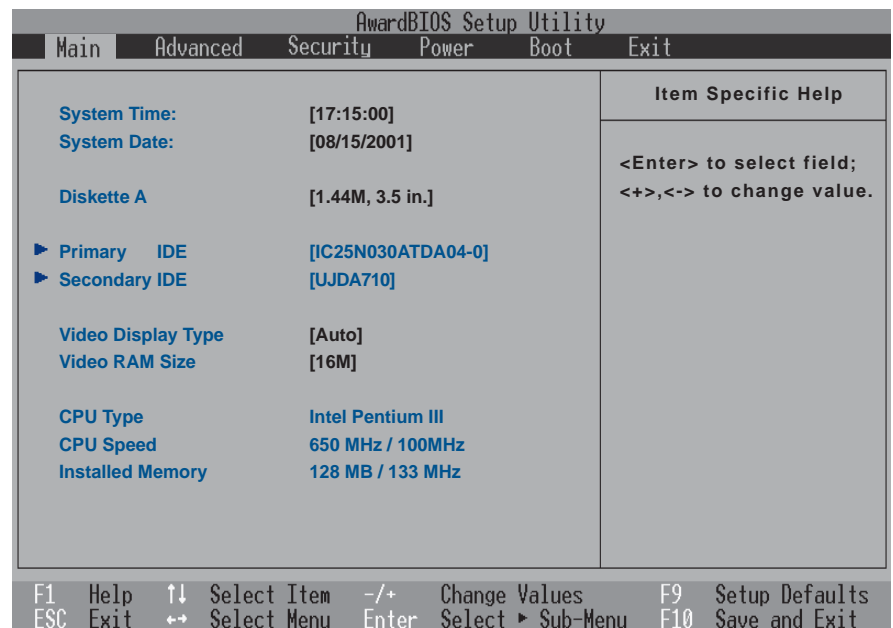 AwardBIOS Setup Utility
Main Advanced Security Power Boot Exit
Item Specific Help
System Time: [17:15:00]
System Date: [08/15/2001]
<Enter> to select field;
<+>,<-> to change value.
Diskette A [1.44M, 3.5 in.]
Primary IDE [IC25N030ATDA04-0]
Secondary IDE [UJDA710]
Video Display Type [Auto]
Video RAM Size [16M]
CPU Type Intel Pentium III
CPU Speed 650 MHz / 100MHz
Installed Memory 128 MB / 133 MHz
F1 Help ↑↓ Select Item -/+ Change Values F9 Setup Defaults
ESC Exit ←→ Select Menu Enter Select ► Sub-Menu F10 Save and Exit